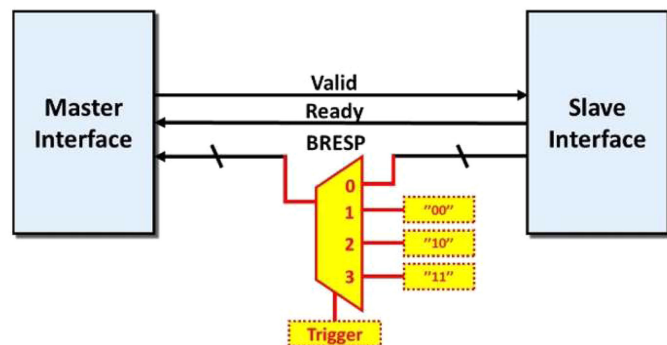 Master
Interface
Valid
Ready
BRESP
Slave
Interface
0
1
2
3
"00"
"10"
"11"
Trigger